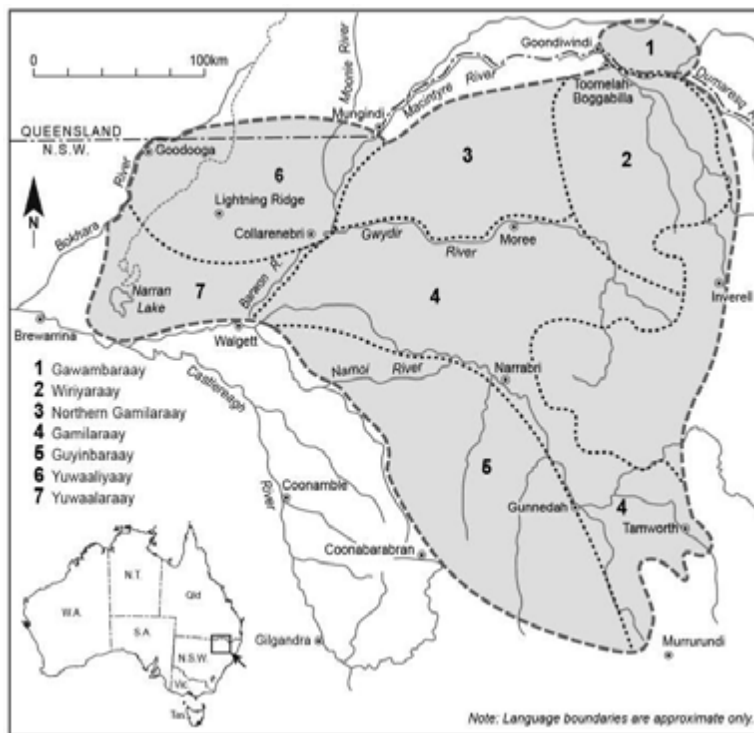 0
100km
Moonie River
Goondiwindi
1
Macintyre River
Dumaresq R.
Toomelah-
Boggabilla
Mungindi
QUEENSLAND
N.S.W.
Goodooga
6
3
2
N
Bokhara River
Lightning Ridge
Collarenebri
Gwydir River
Moree
Barwon R.
Narran
Lake
7
4
Inverell
Brewarrina
Walgett
Castlereagh River
Namoi River
Narrabri
1 Gawambaraay
2 Wiriyaraay
3 Northern Gamilaraay
4 Gamilaraay
5 Guyinbaraay
6 Yuwaaliyaay
7 Yuwaalaraay
5
Coonamble
Gunnedah
4
Tamworth
Coonabarabran
Gilgandra
Murrurundi
N.T.
Qld
W.A.
S.A.
N.S.W.
Vic
Tas
Note: Language boundaries are approximate only.